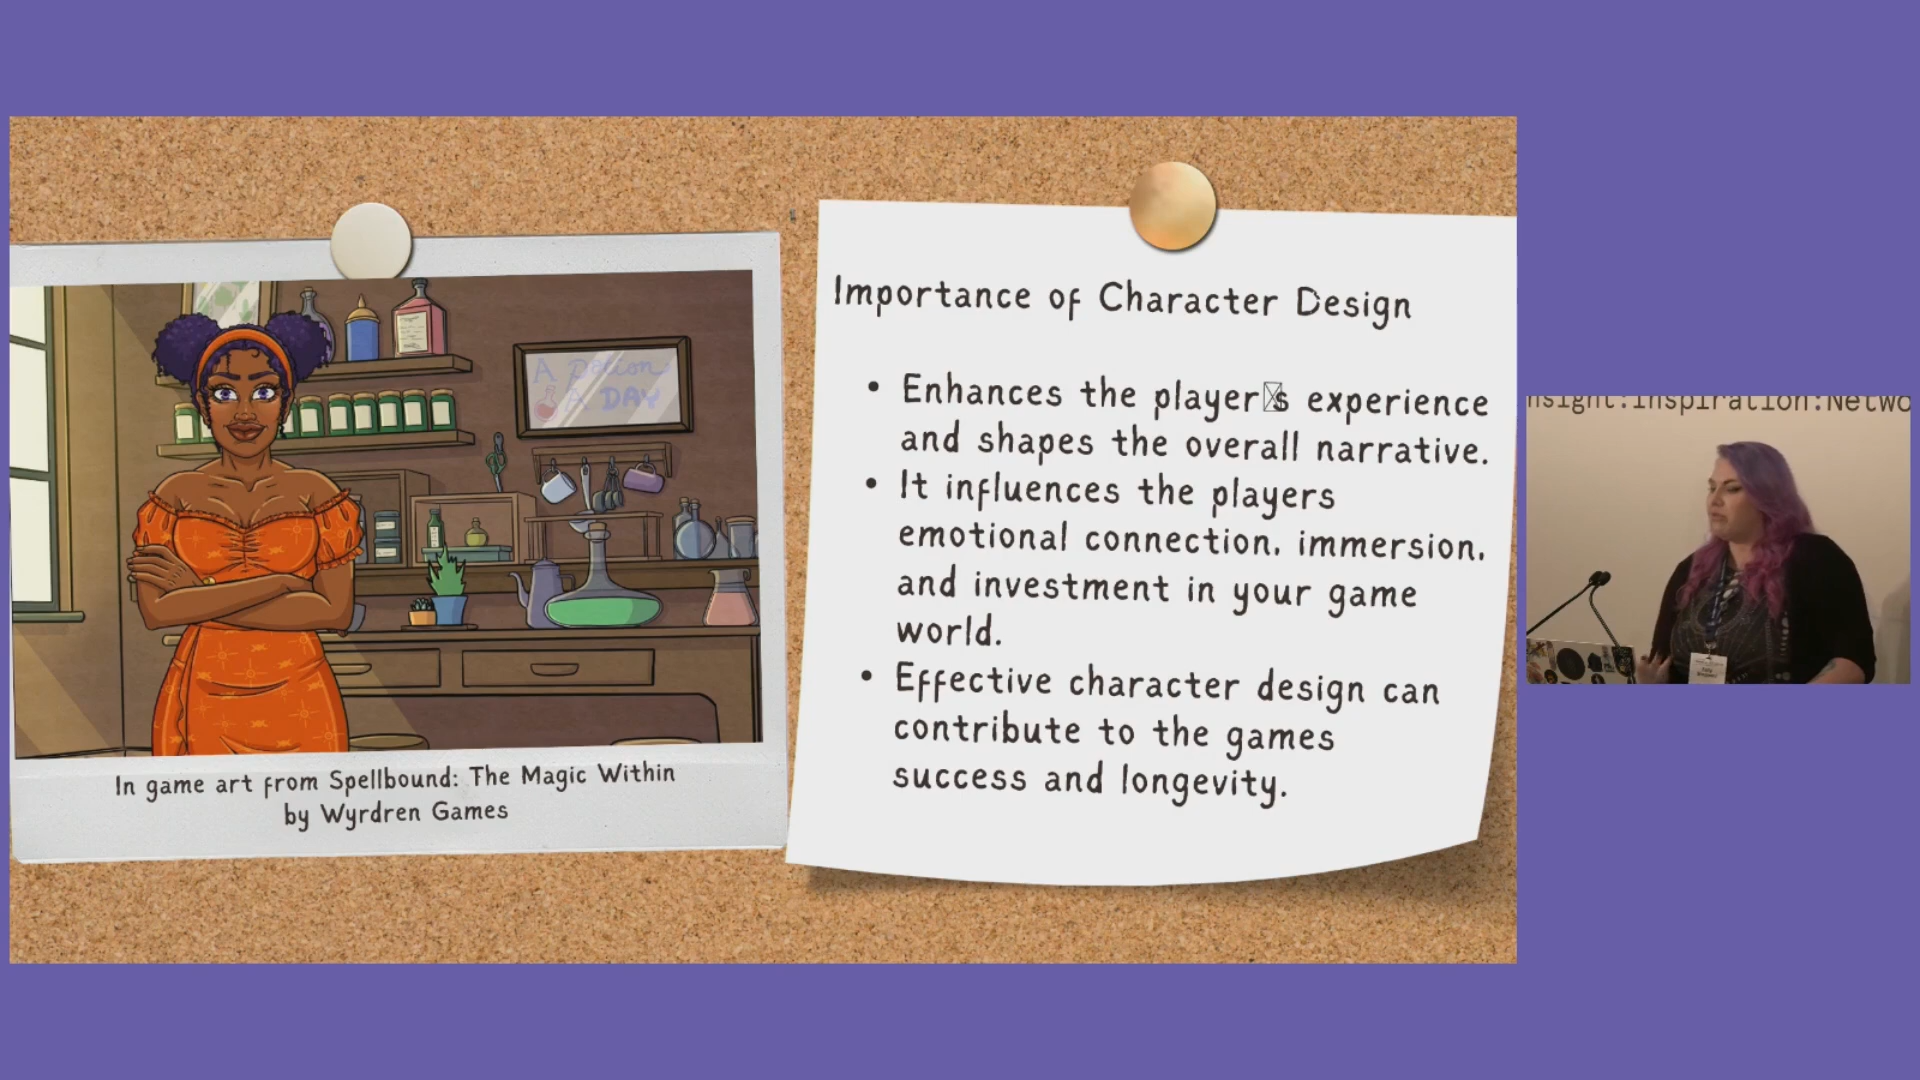 A Potion
A DAY
In game art from Spellbound: The Magic Within
by Wyrdren Games
Importance of Character Design
• Enhances the player☒s experience
and shapes the overall narrative.
• It influences the players
emotional connection, immersion,
and investment in your game
world.
• Effective character design can
contribute to the games
success and longevity.
nsight:Inspiration:Netwo